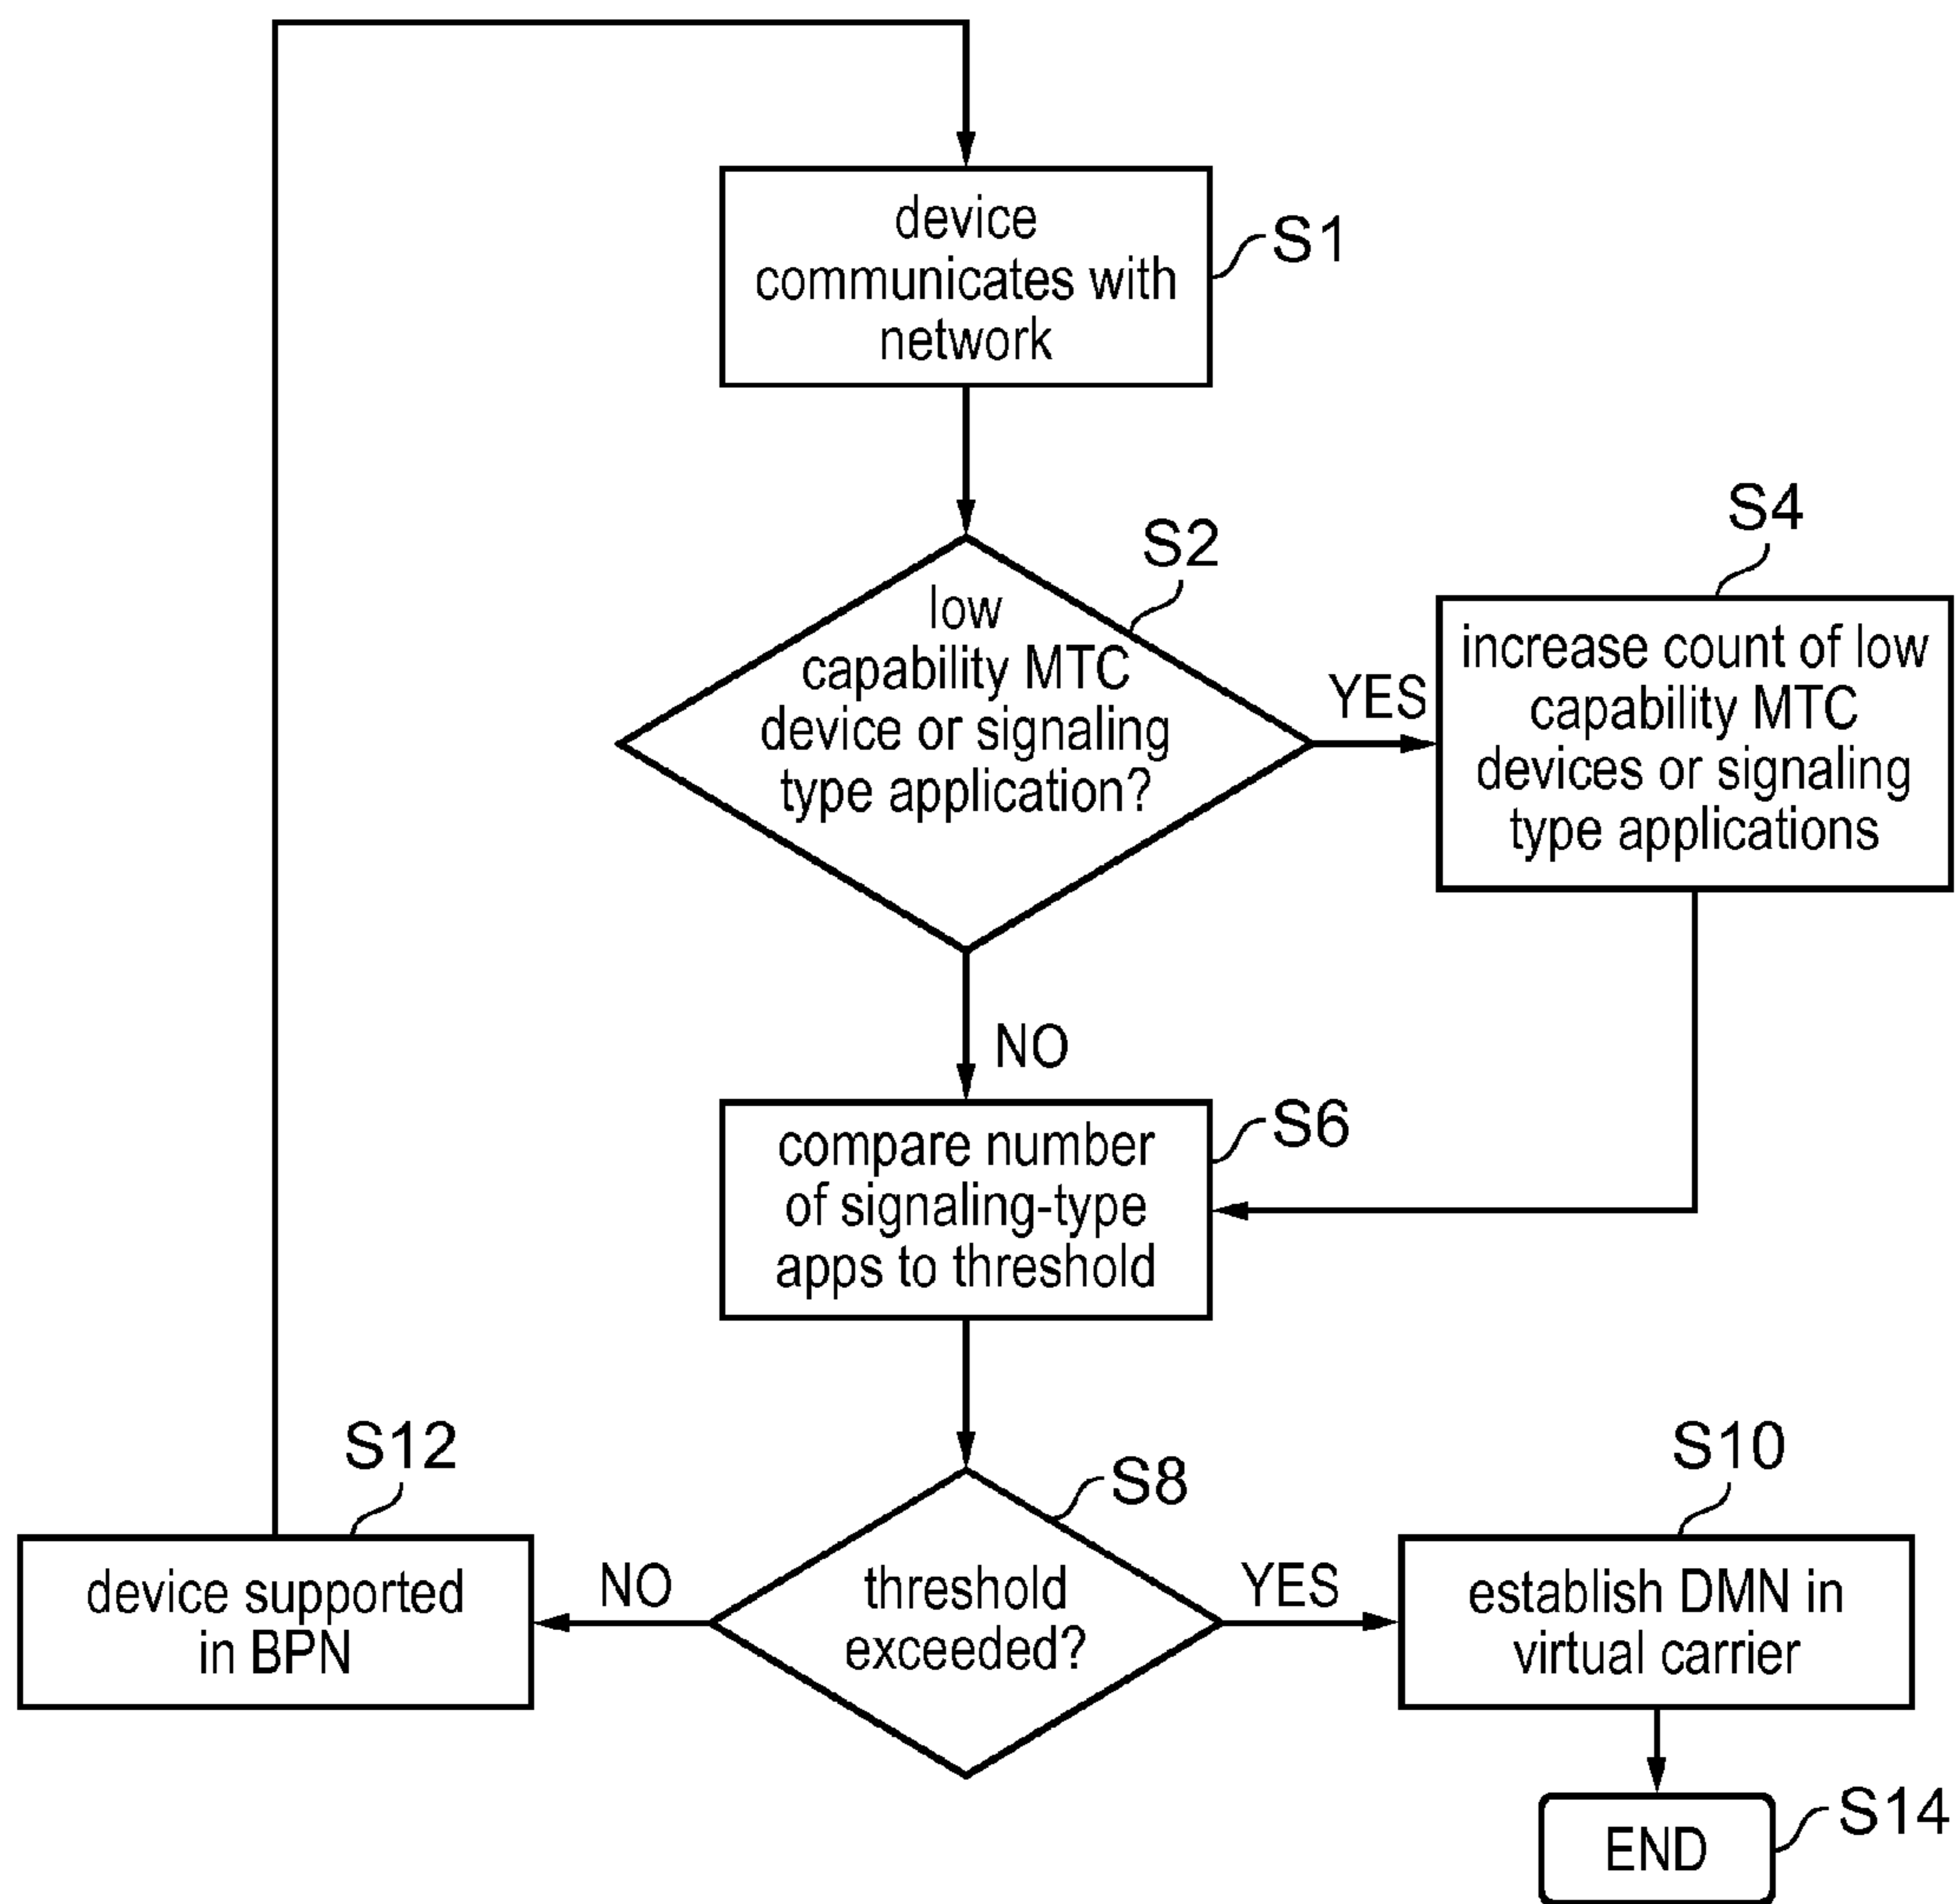 device
communicates with
network
S1
S2
low
capability MTC
device or signaling
type application?
YES
S4
increase count of low
capability MTC
devices or signaling
type applications
NO
S6
compare number
of signaling-type
apps to threshold
S8
threshold
exceeded?
NO
S12
device supported
in BPN
YES
S10
establish DMN in
virtual carrier
END
S14